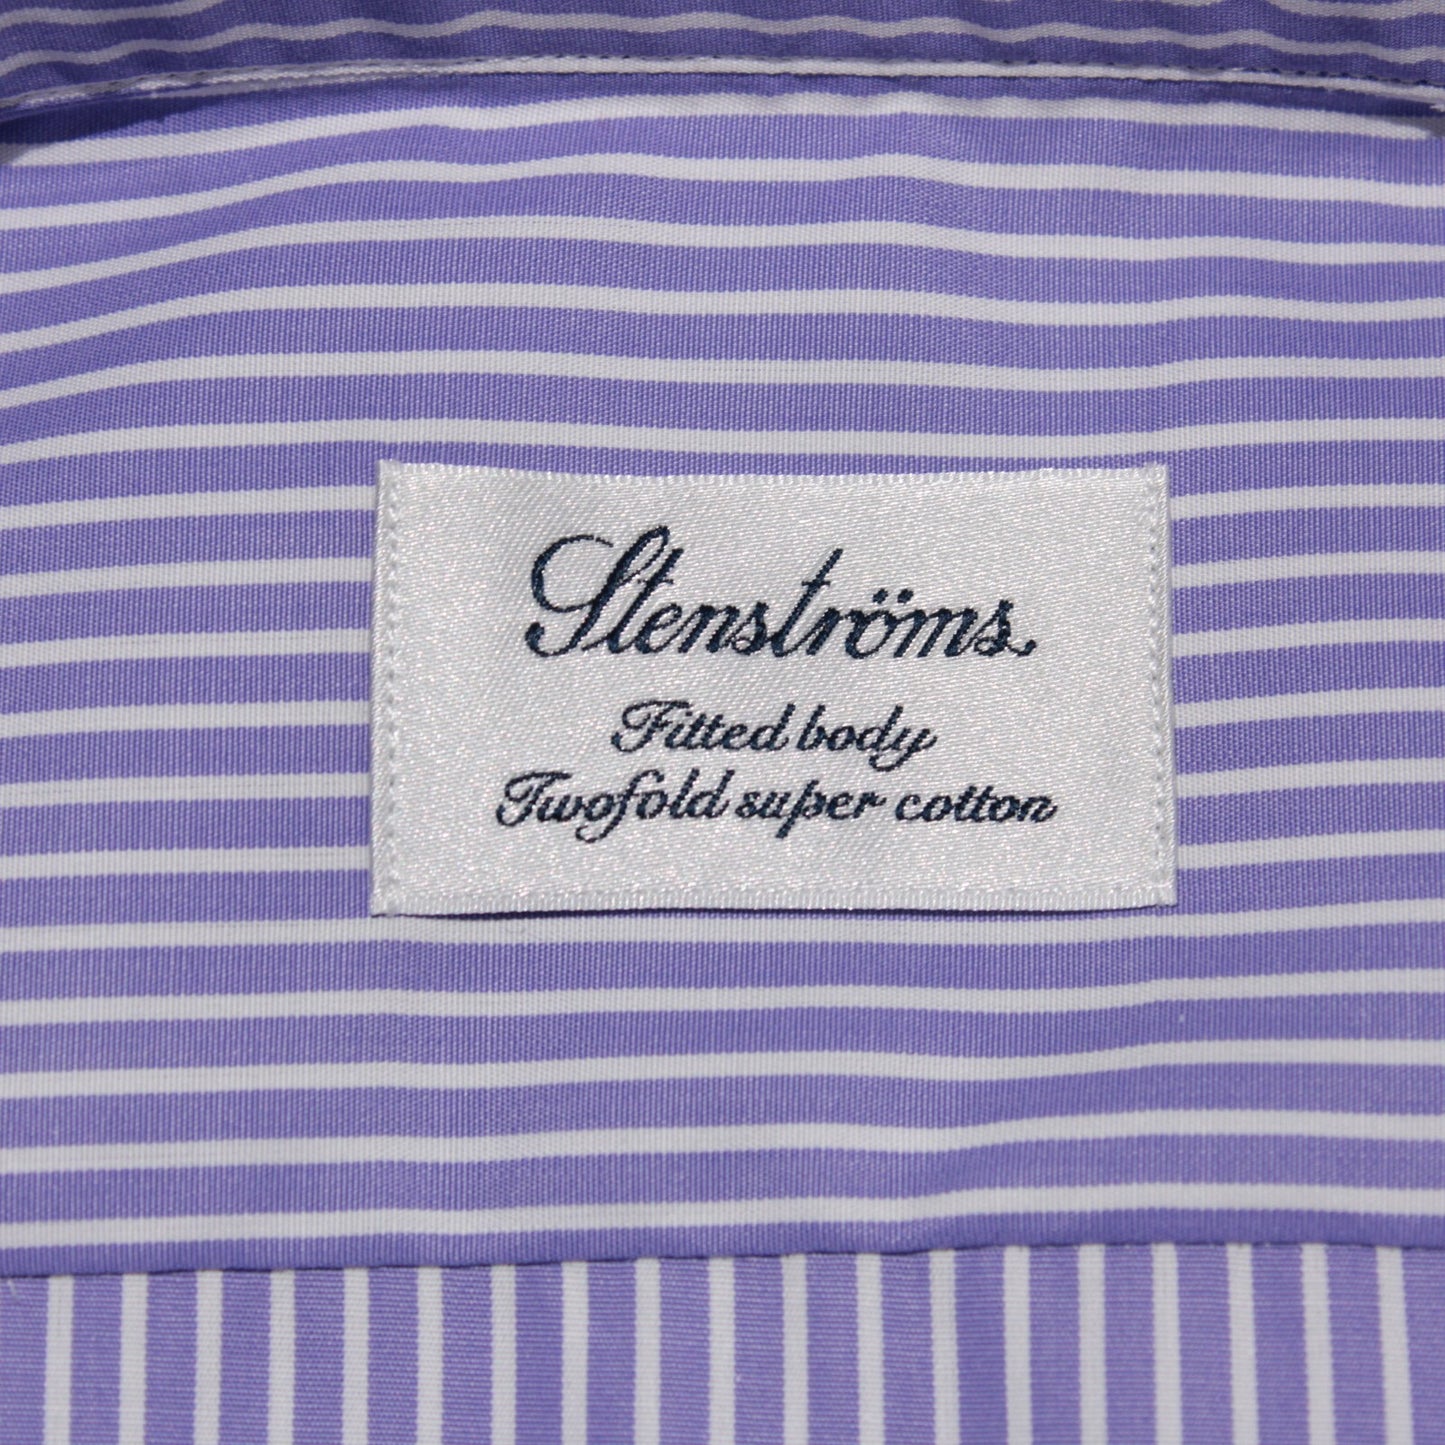 Stenströms
Fitted body
Twofold super cotton